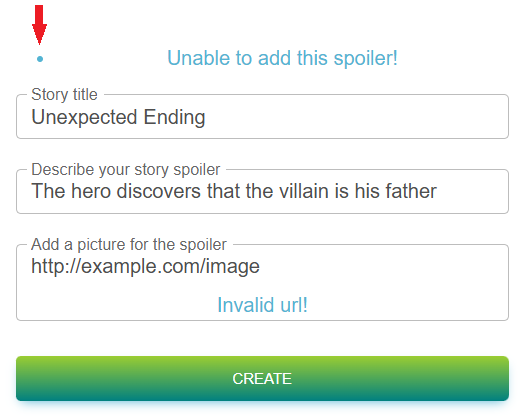 Unable to add this spoiler!
Story title
Unexpected Ending
Describe your story spoiler
The hero discovers that the villain is his father
Add a picture for the spoiler
http://example.com/image
Invalid url!
CREATE